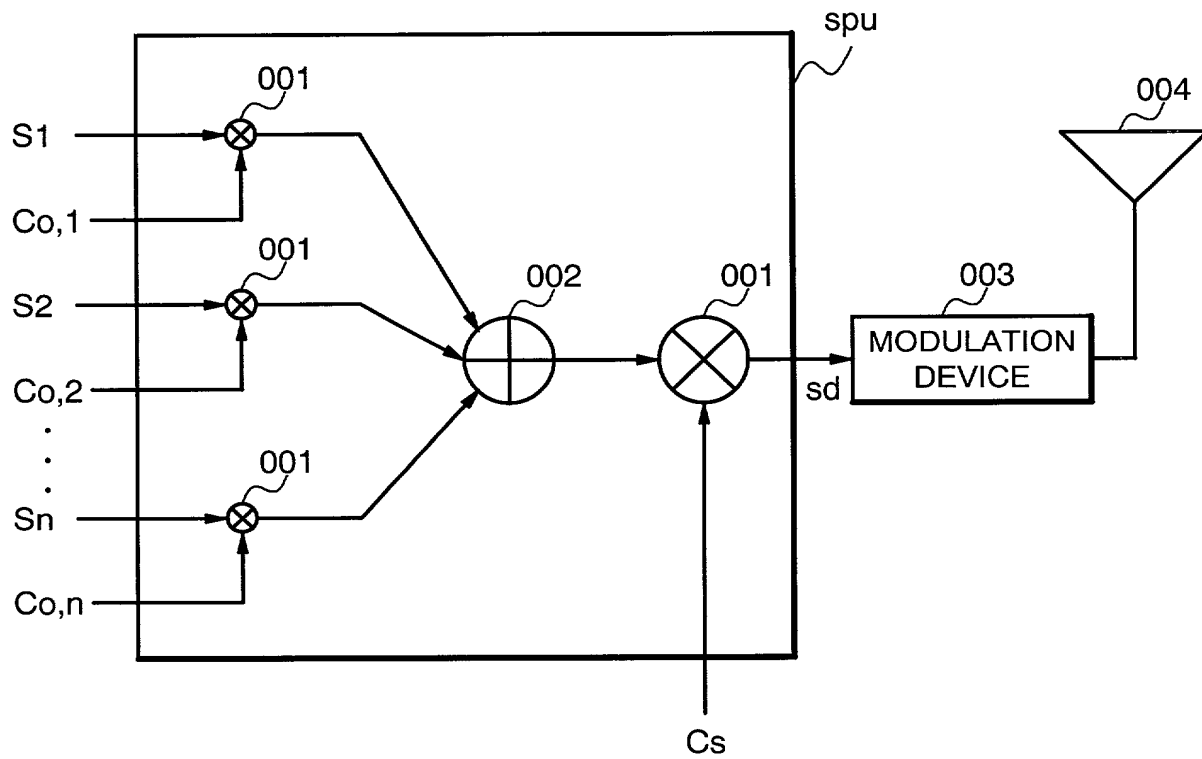 spu
001
004
S1
Co,1
001
S2
002
001
003
MODULATION
DEVICE
Co,2
sd
001
Sn
Co,n
Cs